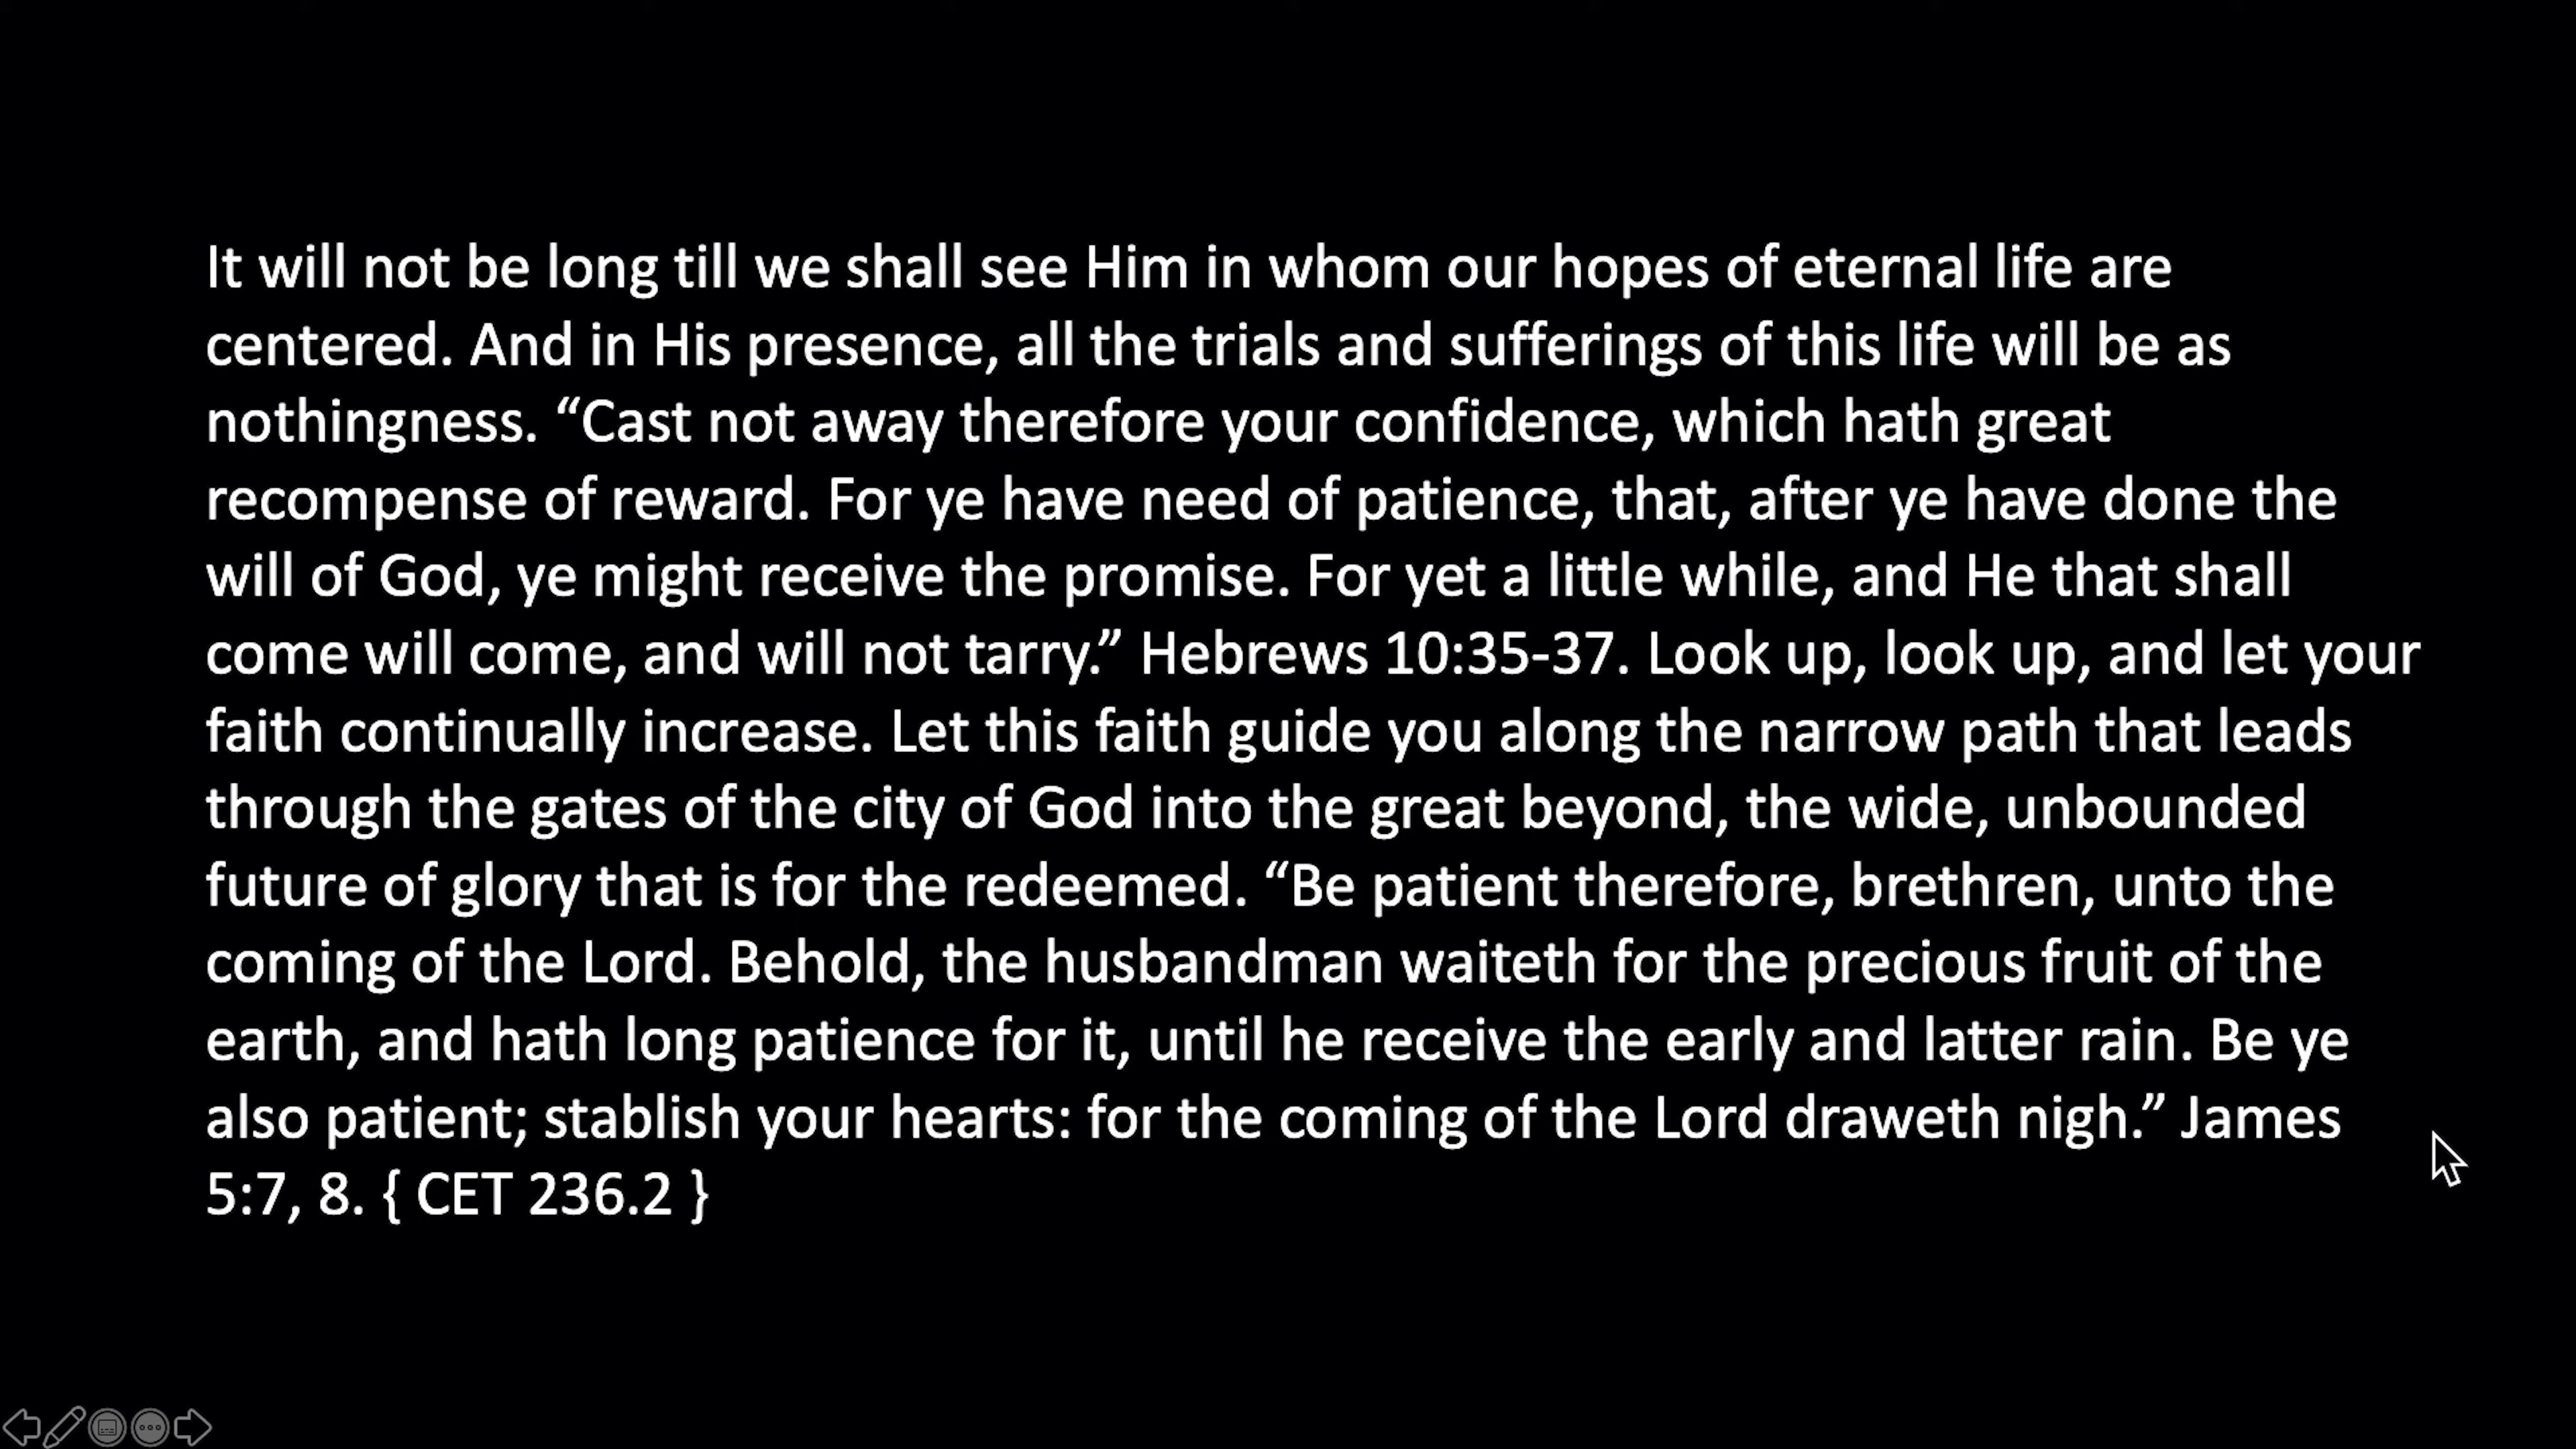 It will not be long till we shall see Him in whom our hopes of eternal life are
centered. And in His presence, all the trials and sufferings of this life will be as
nothingness. “Cast not away therefore your confidence, which hath great
recompense of reward. For ye have need of patience, that, after ye have done the
will of God, ye might receive the promise. For yet a little while, and He that shall
come will come, and will not tarry.” Hebrews 10:35-37. Look up, look up, and let your
faith continually increase. Let this faith guide you along the narrow path that leads
through the gates of the city of God into the great beyond, the wide, unbounded
future of glory that is for the redeemed. “Be patient therefore, brethren, unto the
coming of the Lord. Behold, the husbandman waiteth for the precious fruit of the
earth, and hath long patience for it, until he receive the early and latter rain. Be ye
also patient; stablish your hearts: for the coming of the Lord draweth nigh.” James
5:7, 8. { CET 236.2 }